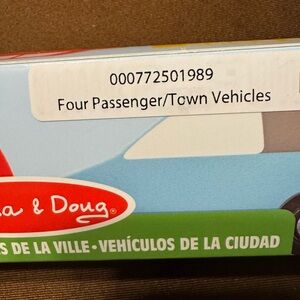 000772501989
Four Passenger/Town Vehicles
a & Doug®
S DE LA VILLE • VEHÍCULOS DE LA CIUDAD